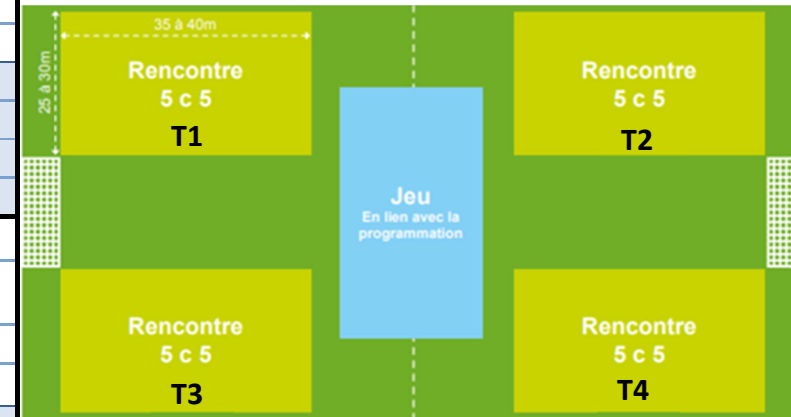 35 à 40m
25 à 30m
Rencontre
5 c 5
T1
Rencontre
5 c 5
T2
Jeu
En lien avec la
programmation
Rencontre
5 c 5
T3
Rencontre
5 c 5
T4